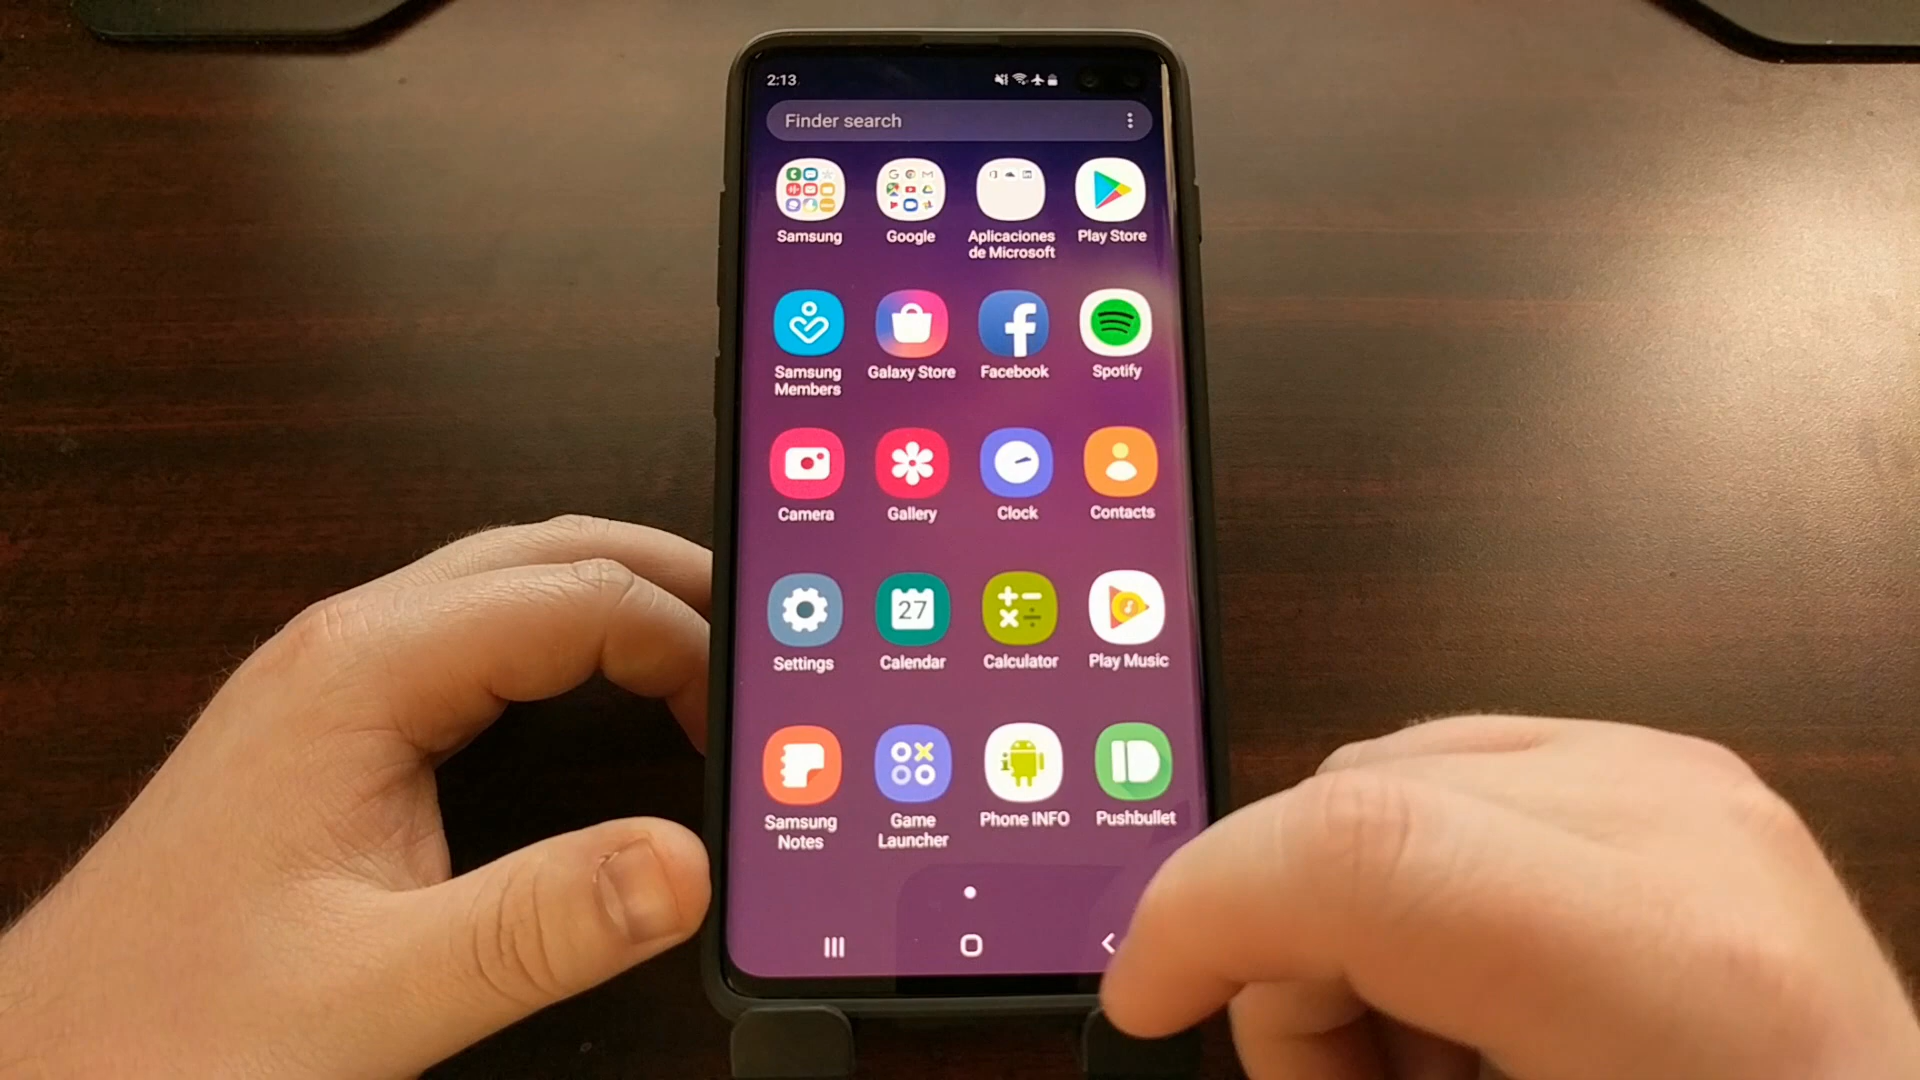 2:13
Finder search
Samsung
Google
Aplicaciones
de Microsoft
Play Store
Samsung
Members
Galaxy Store
Facebook
Spotify
Camera
Gallery
Clock
Contacts
27
Settings
Calendar
Calculator
Play Music
Samsung
Notes
Game
Launcher
Phone INFO
Pushbullet